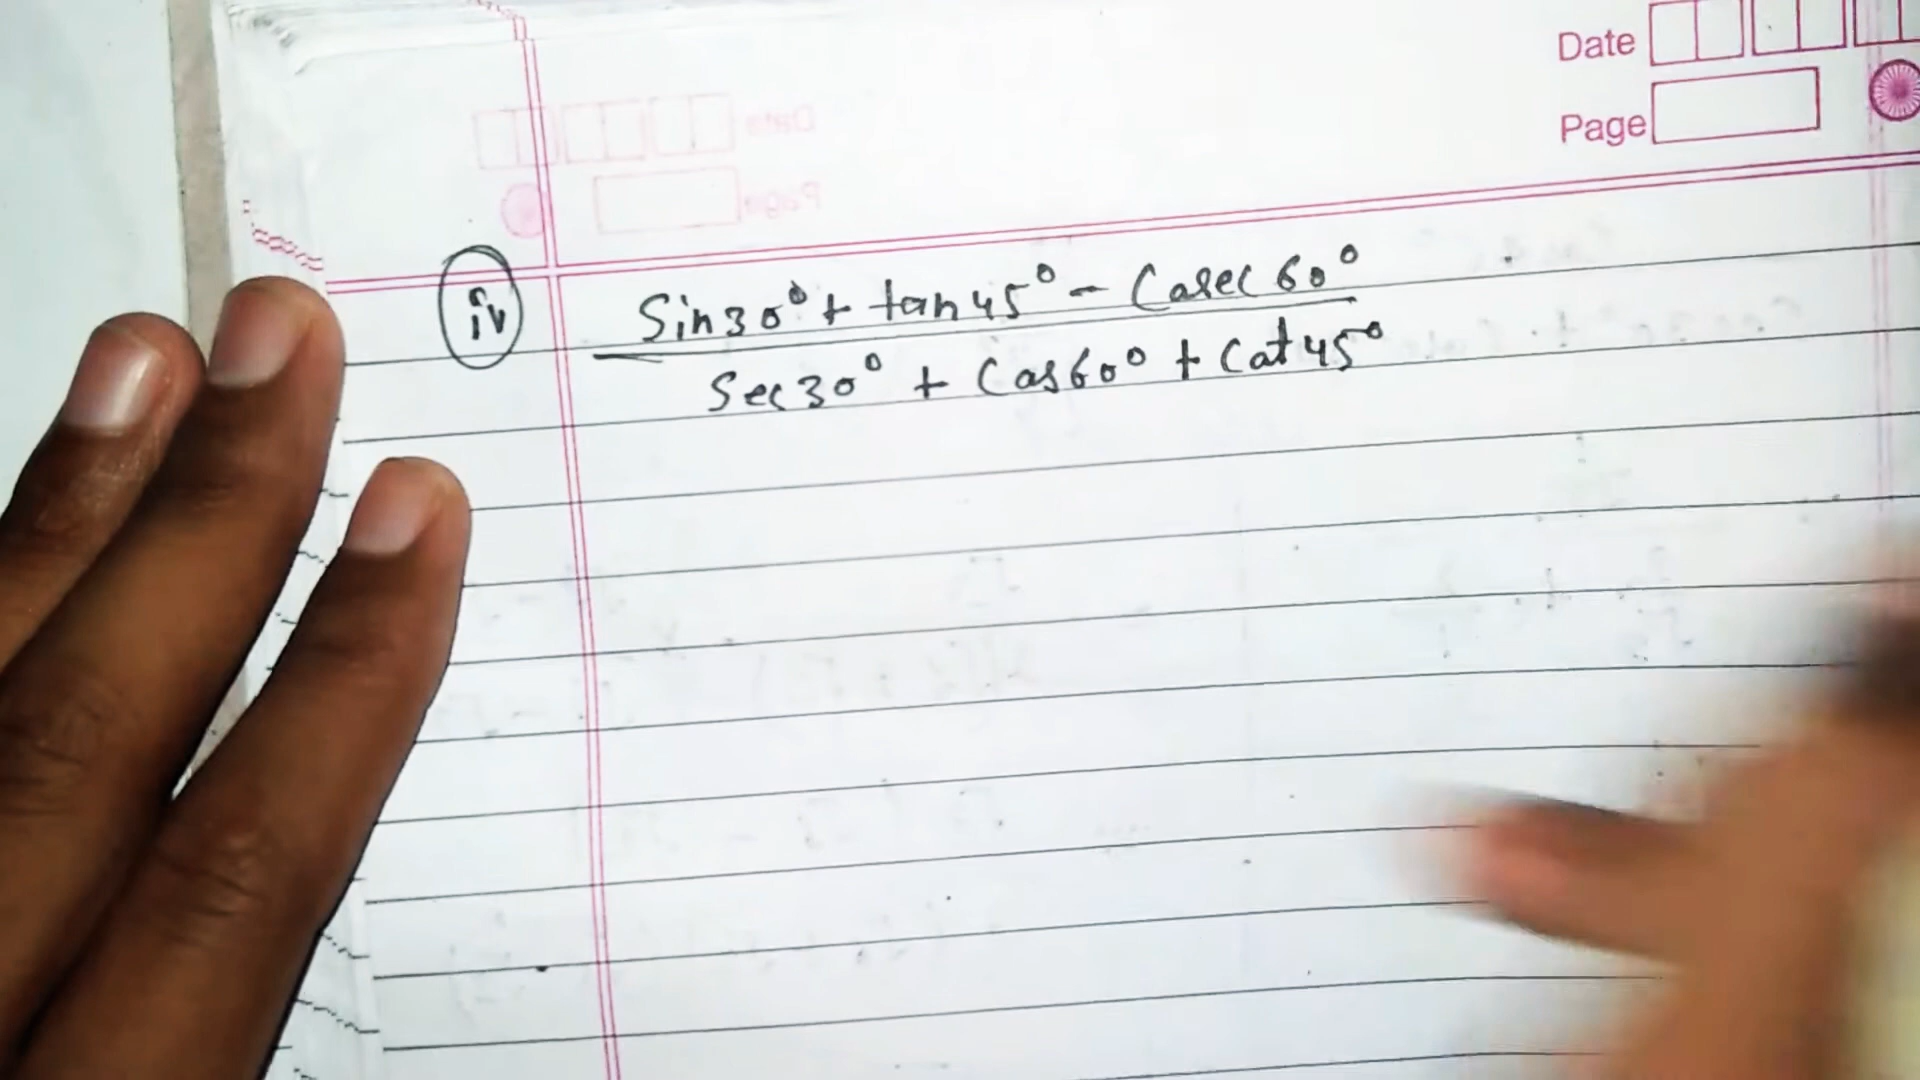 Date
Page
iv
Sin30° + tan45° - Cosec60°
Sec30° + Cos60° + Cot45°